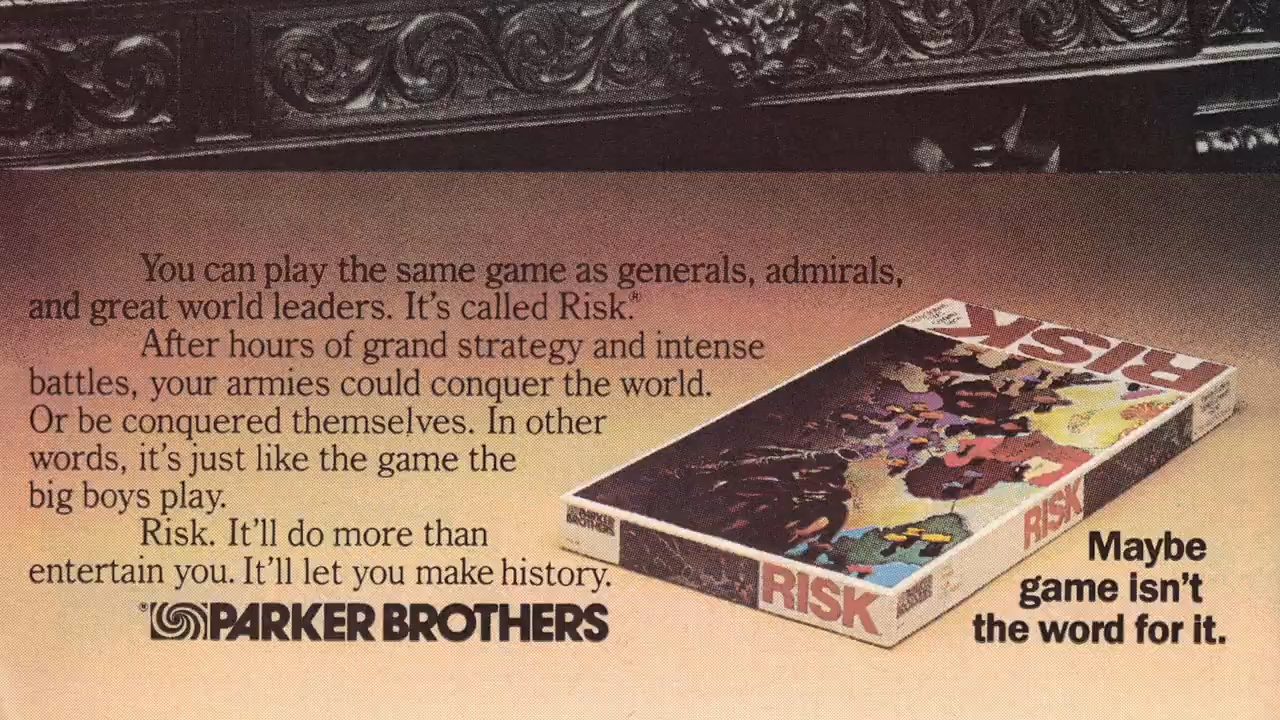 You can play the same game as generals, admirals,
and great world leaders. It's called Risk.®
After hours of grand strategy and intense
battles, your armies could conquer the world.
Or be conquered themselves. In other
words, it's just like the game the
big boys play.
Risk. It'll do more than
entertain you. It'll let you make history.
® PARKER BROTHERS
RISK
PARKER
BROTHERS
RISK
RISK
Maybe
game isn't
the word for it.